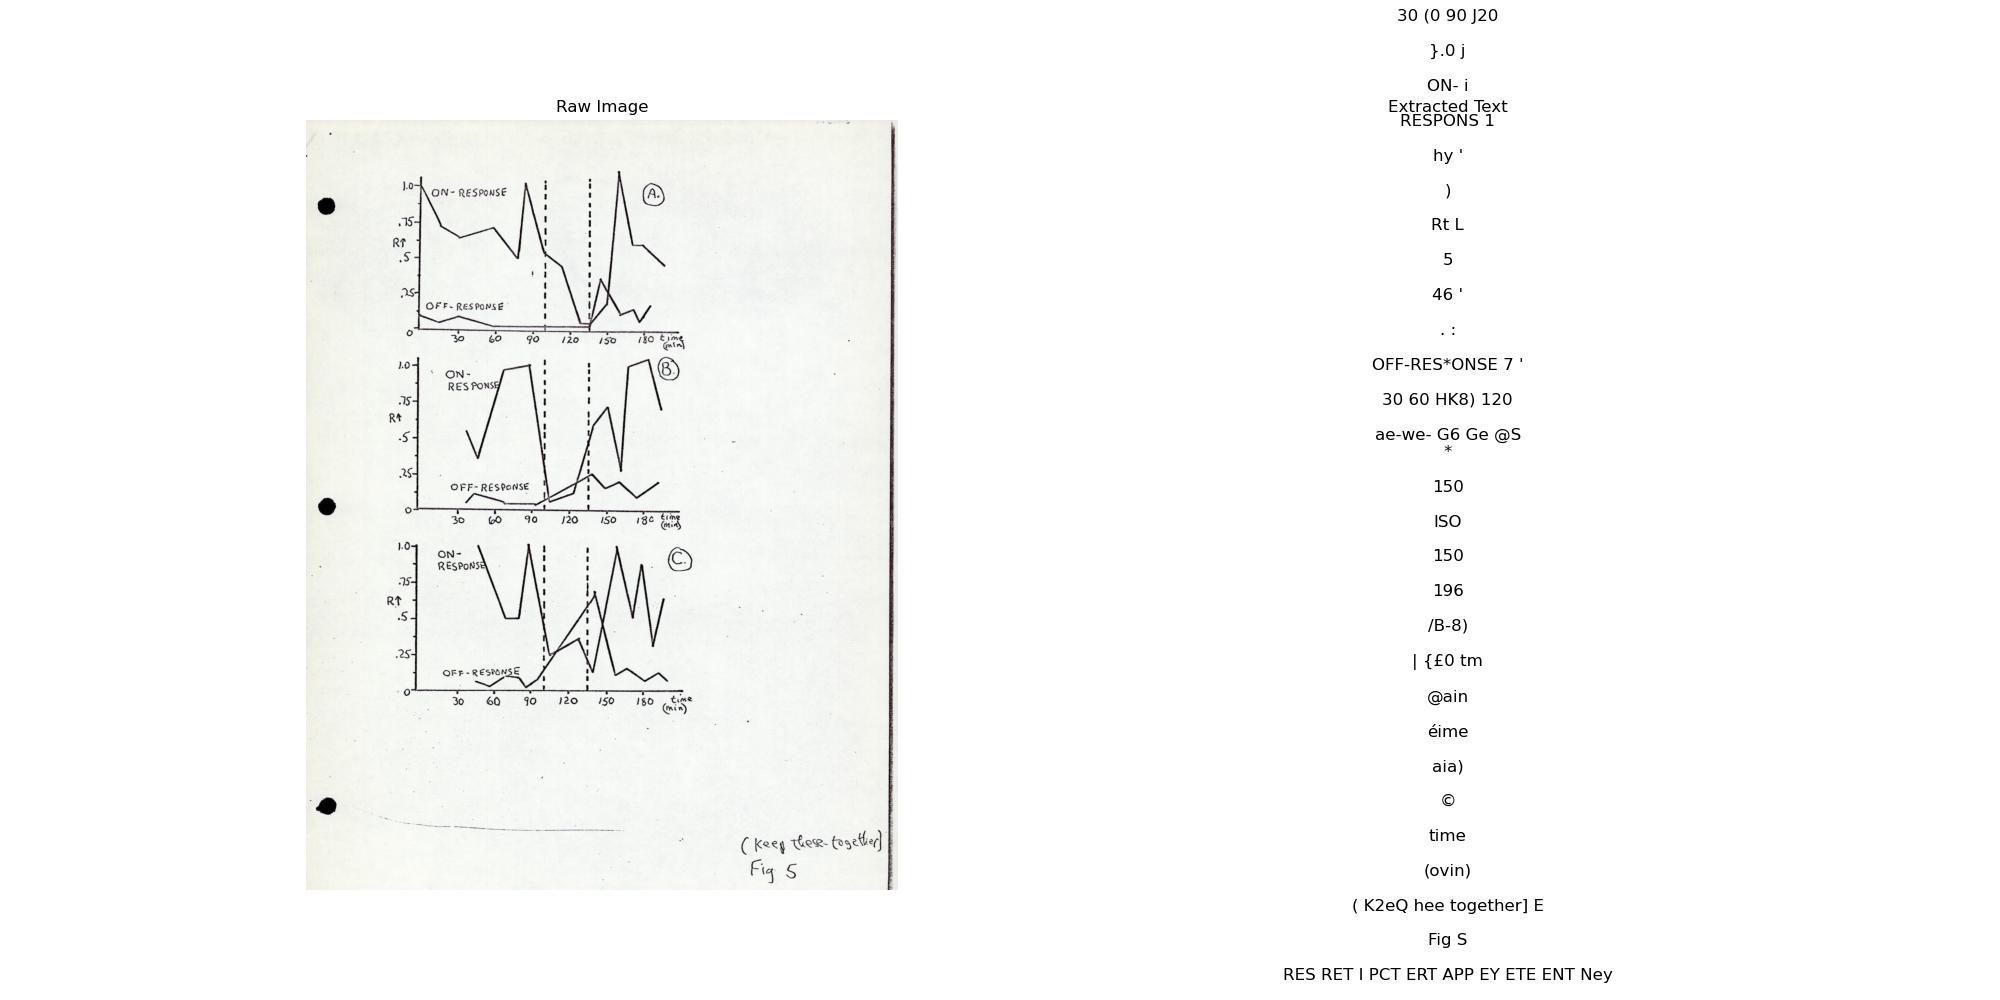 Raw Image
1.0
ON-RESPONSE
A.
.75
R↑
.5
.25
OFF-RESPONSE
0
30 60 90 120 150 180 time
(min)
1.0
ON-
RESPONSE
B.
.75
R↑
.5
.25
OFF-RESPONSE
0
30 60 90 120 150 180 time
(min)
1.0
ON-
RESPONSE
C.
.75
R↑
.5
.25
OFF-RESPONSE
0
30 60 90 120 150 180 time
(min)
(Keep these together)
Fig 5
30 (0 90 J20
}.0 j
ON- i
Extracted Text
RESPONS 1
hy '
)
Rt L
5
46 '
. :
OFF-RES*ONSE 7 '
30 60 HK8) 120
ae-we- G6 Ge @S
*
150
ISO
150
196
/B-8)
| {£0 tm
@ain
éime
aia)
©
time
(ovin)
( K2eQ hee together] E
Fig S
RES RET I PCT ERT APP EY ETE ENT Ney